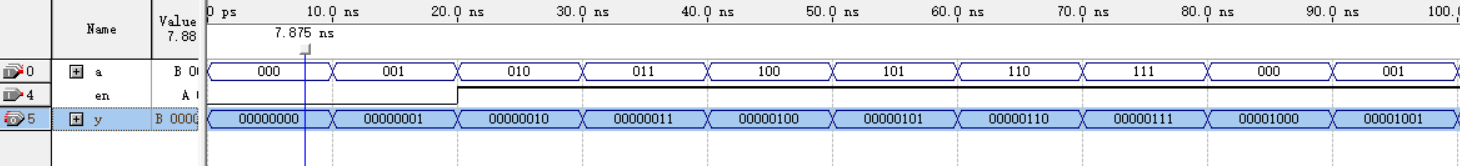 Name
Value
7.88
0 ps 10.0 ns 20.0 ns 30.0 ns 40.0 ns 50.0 ns 60.0 ns 70.0 ns 80.0 ns 90.0 ns 100.
7.875 ns
0 a B 0 000 001 010 011 100 101 110 111 000 001
4 en A
5 y B 0000 00000000 00000001 00000010 00000011 00000100 00000101 00000110 00000111 00001000 00001001